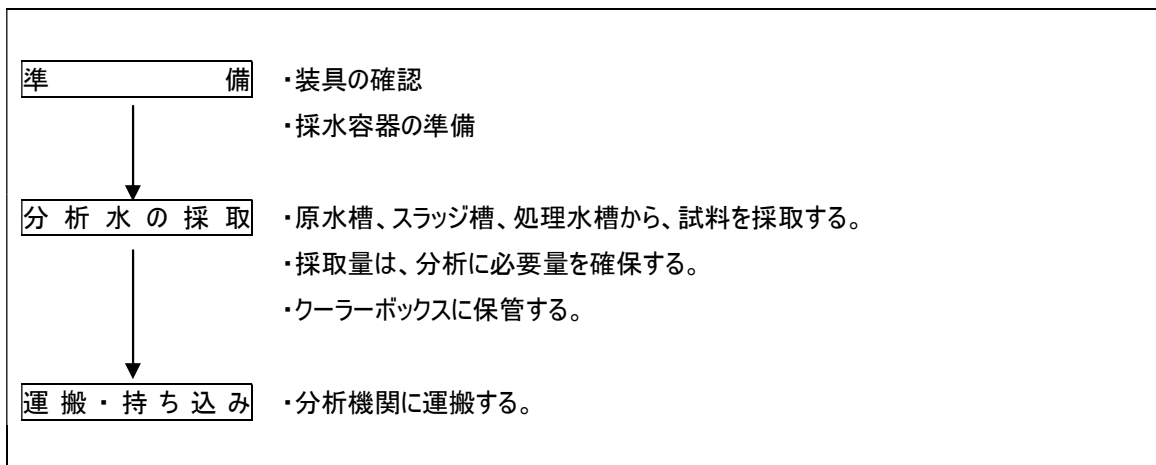 準備 ・装具の確認
・採水容器の準備
分析水の採取 ・原水槽、スラッジ槽、処理水槽から、試料を採取する。
・採取量は、分析に必要量を確保する。
・クーラーボックスに保管する。
運搬・持ち込み ・分析機関に運搬する。